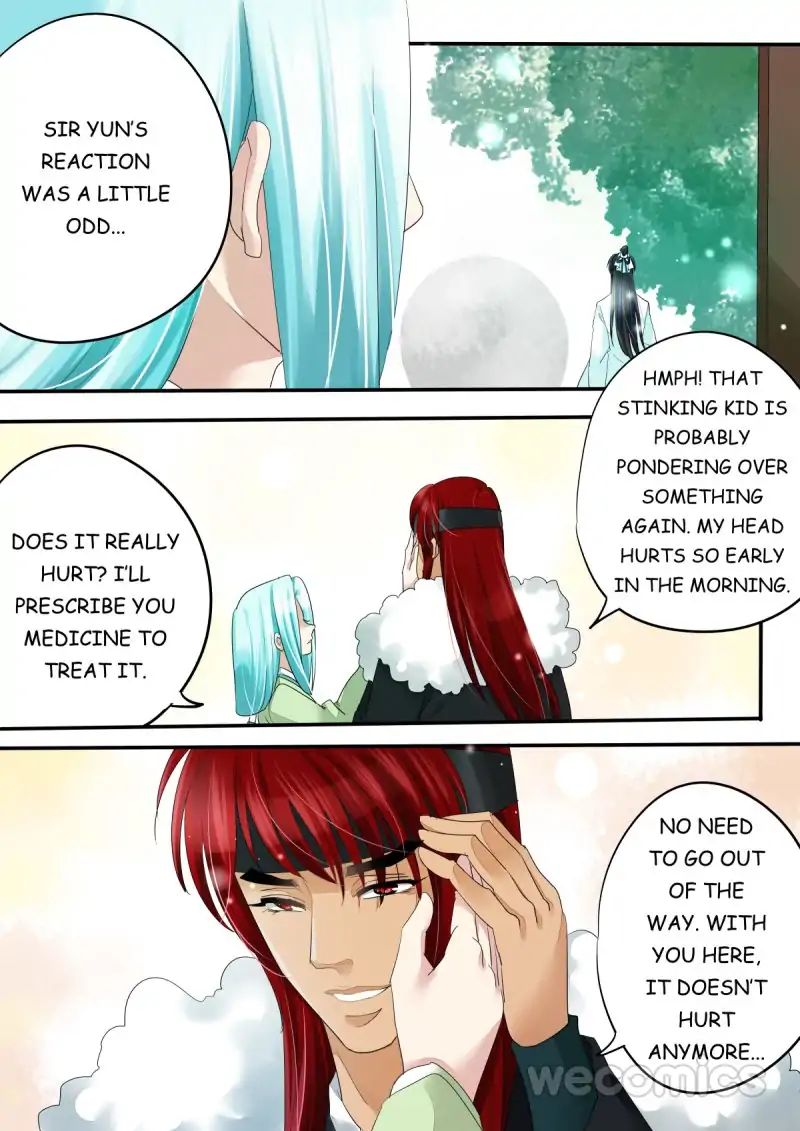 SIR YUN'S
REACTION
WAS A LITTLE
ODD...
HMPH! THAT
STINKING KID IS
PROBABLY
PONDERING OVER
SOMETHING
AGAIN. MY HEAD
HURTS SO EARLY
IN THE MORNING.
DOES IT REALLY
HURT? I'LL
PRESCRIBE YOU
MEDICINE TO
TREAT IT.
NO NEED
TO GO OUT
OF THE
WAY. WITH
YOU HERE,
IT DOESN'T
HURT
ANYMORE...
wecomics